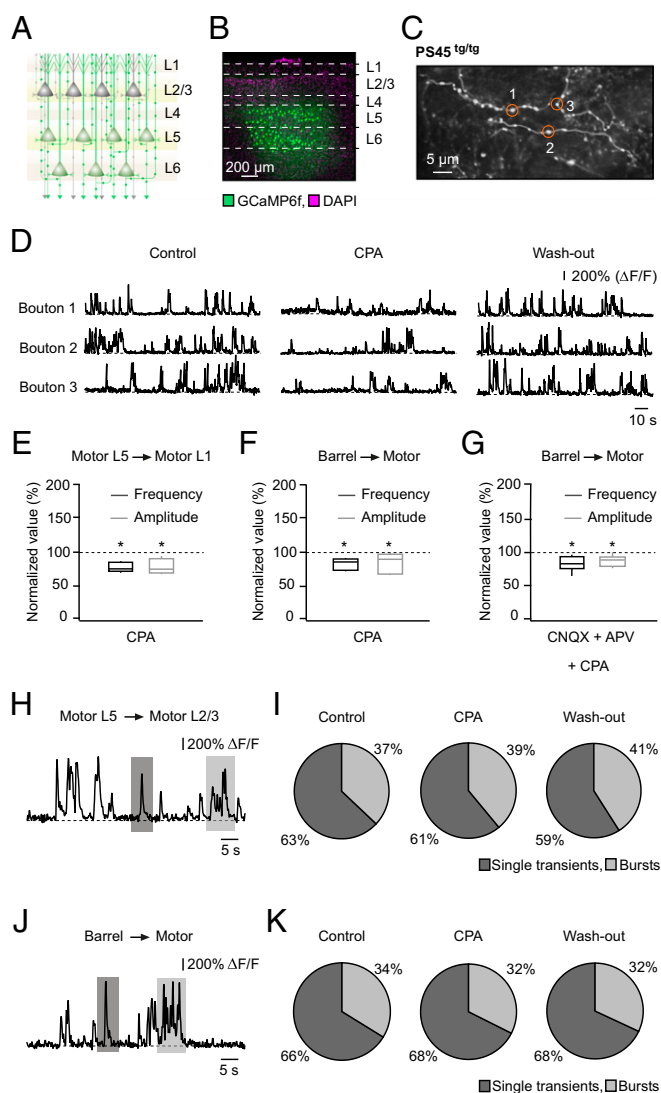 A
L1
L2/3
L4
L5
L6
B
L1
L2/3
L4
L5
L6
200 µm
GCaMP6f, DAPI
C
PS45 tg/tg
1
3
2
5 µm
D
Control
CPA
Wash-out
200% (ΔF/F)
Bouton 1
Bouton 2
Bouton 3
10 s
E
Motor L5 → Motor L1
Normalized value (%)
200
150
100
50
0
Frequency
Amplitude
* *
CPA
F
Barrel → Motor
Normalized value (%)
200
150
100
50
0
Frequency
Amplitude
* *
CPA
G
Barrel → Motor
Normalized value (%)
200
150
100
50
0
Frequency
Amplitude
* *
CNQX + APV
+ CPA
H
Motor L5 → Motor L2/3
200% ΔF/F
5 s
I
Control
CPA
Wash-out
37%
39%
41%
63%
61%
59%
Single transients, Bursts
J
Barrel → Motor
200% ΔF/F
5 s
K
Control
CPA
Wash-out
34%
32%
32%
66%
68%
68%
Single transients, Bursts